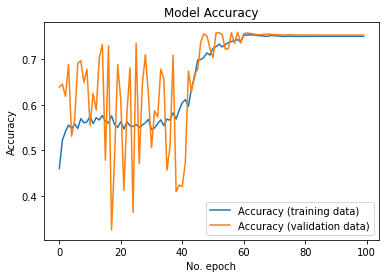 Model Accuracy
0.7
0.6
0.5
0.4
Accuracy
Accuracy (training data)
Accuracy (validation data)
0 20 40 60 80 100
No. epoch